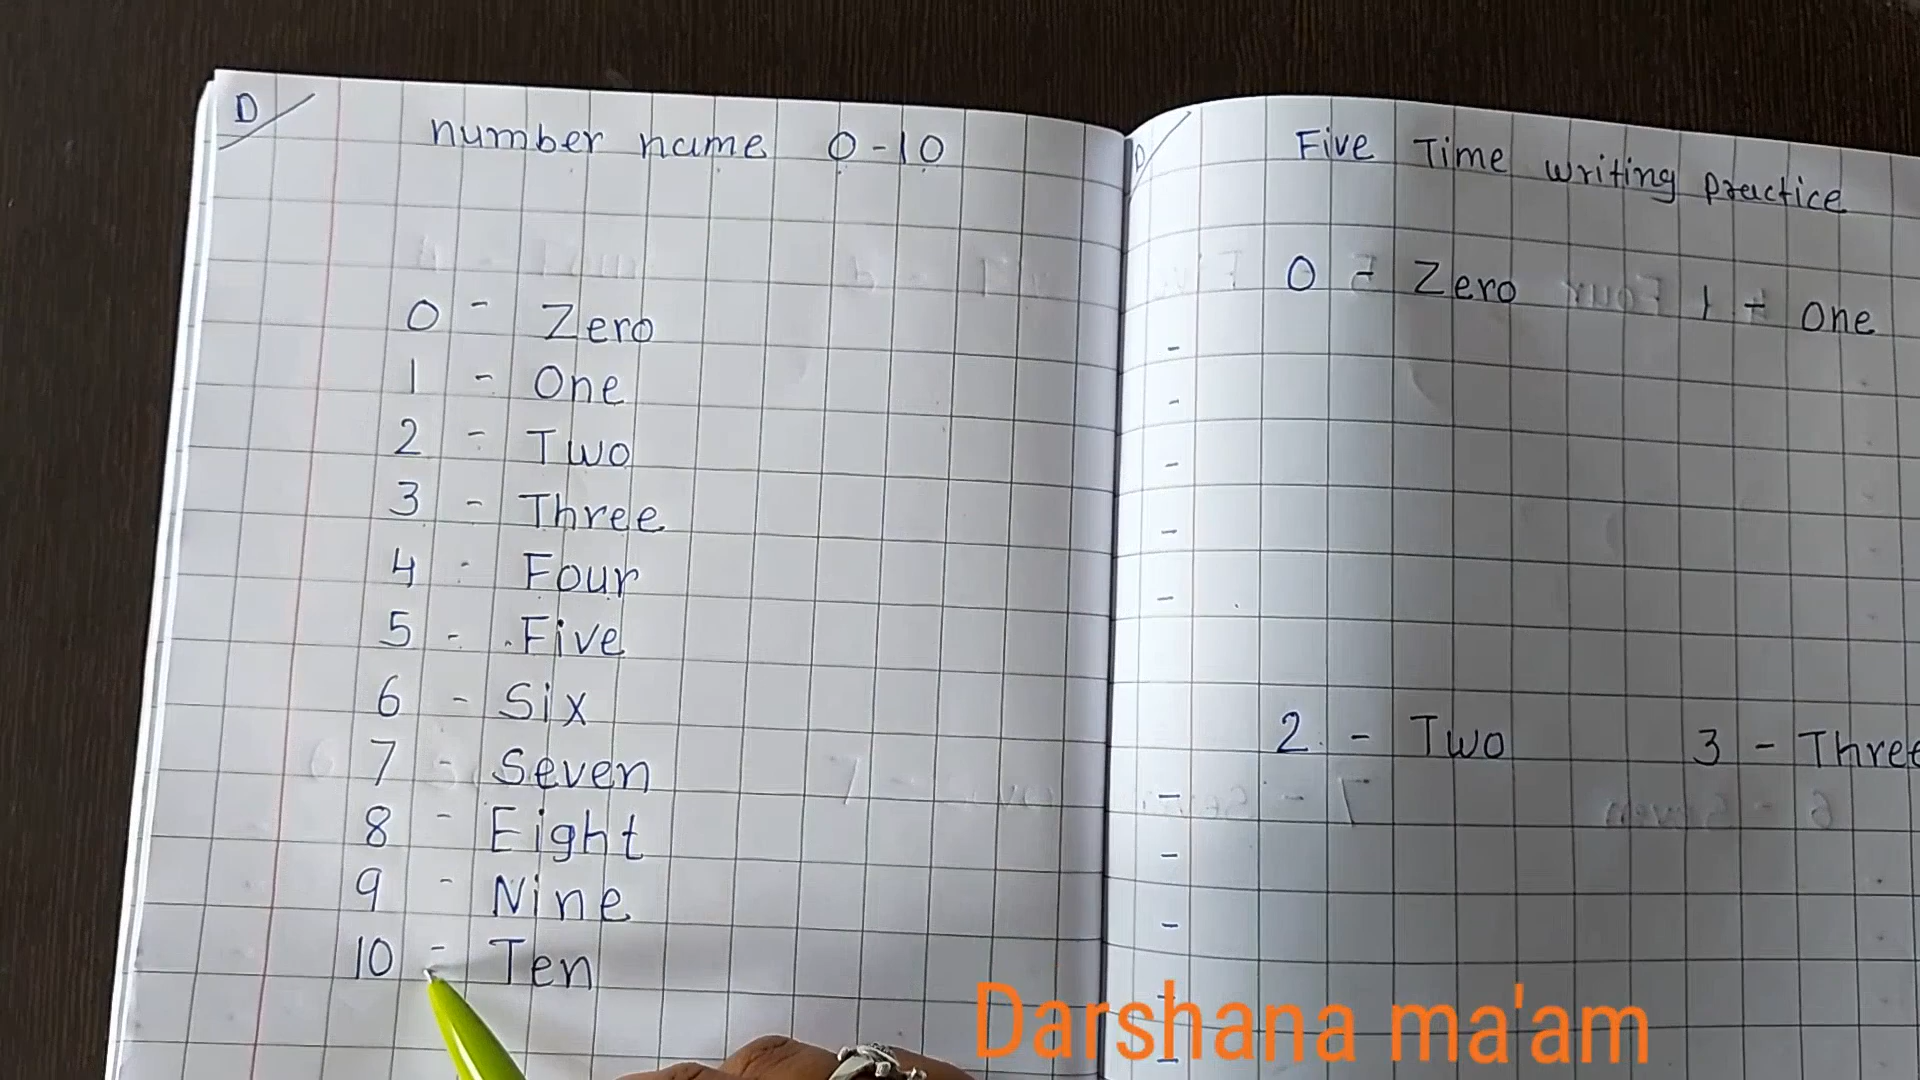 D/
number name 0-10
0 - Zero
1 - One
2 - Two
3 - Three
4 - Four
5 - Five
6 - Six
7 - Seven
8 - Eight
9 - Nine
10 - Ten
D/
Five Time writing practice
0 - Zero 1 - One
-
-
-
-
-
2 - Two 3 - Three
-
-
-
-
-
Darshana ma'am